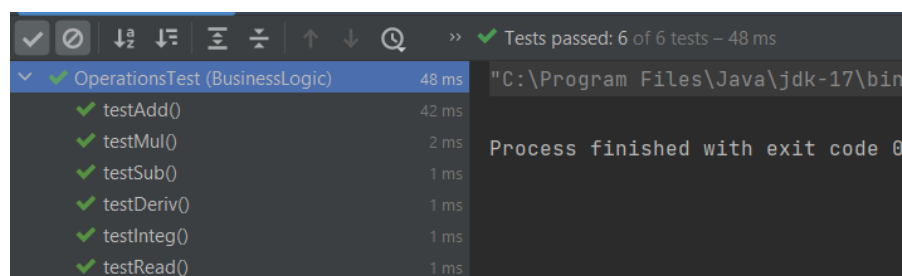 Tests passed: 6 of 6 tests – 48 ms
OperationsTest (BusinessLogic) 48 ms
testAdd() 42 ms
testMul() 2 ms
testSub() 1 ms
testDeriv() 1 ms
testInteg() 1 ms
testRead() 1 ms
"C:\Program Files\Java\jdk-17\bin
Process finished with exit code 0